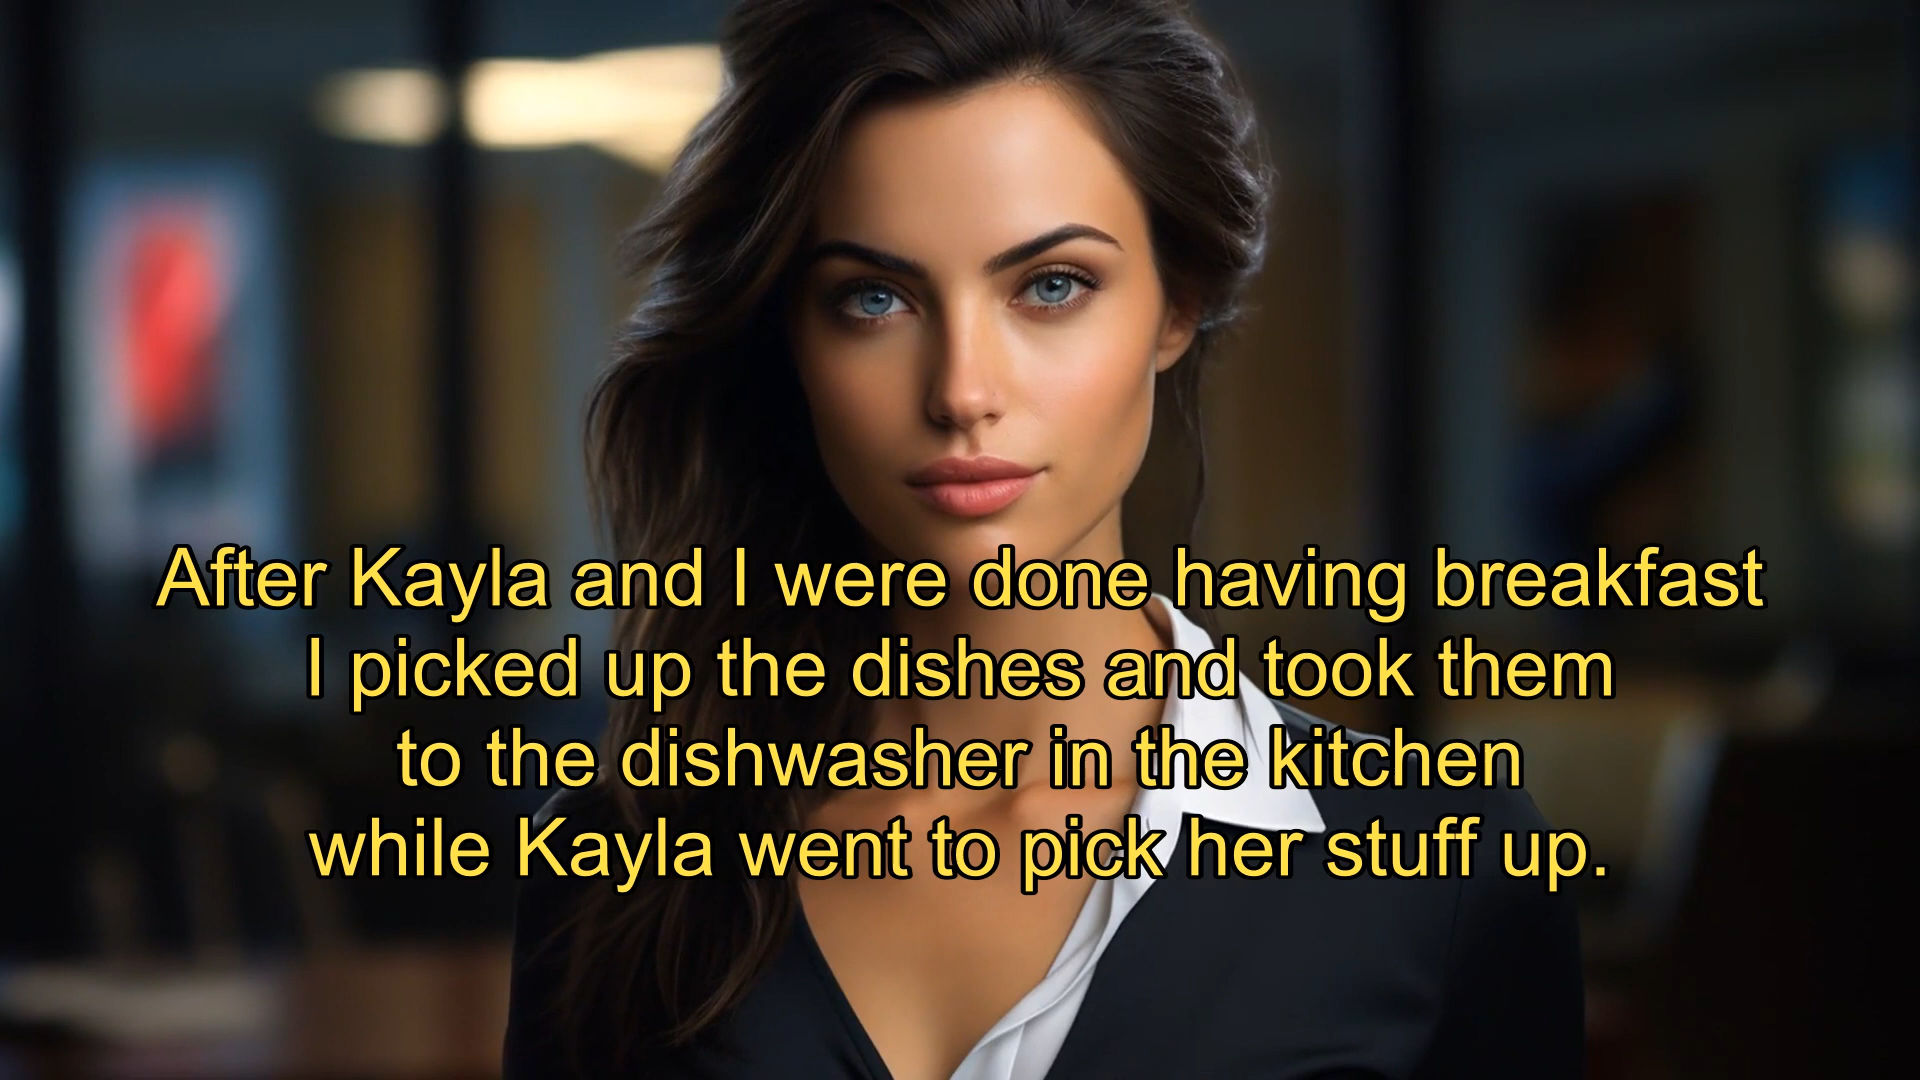 After Kayla and I were done having breakfast
I picked up the dishes and took them
to the dishwasher in the kitchen
while Kayla went to pick her stuff up.